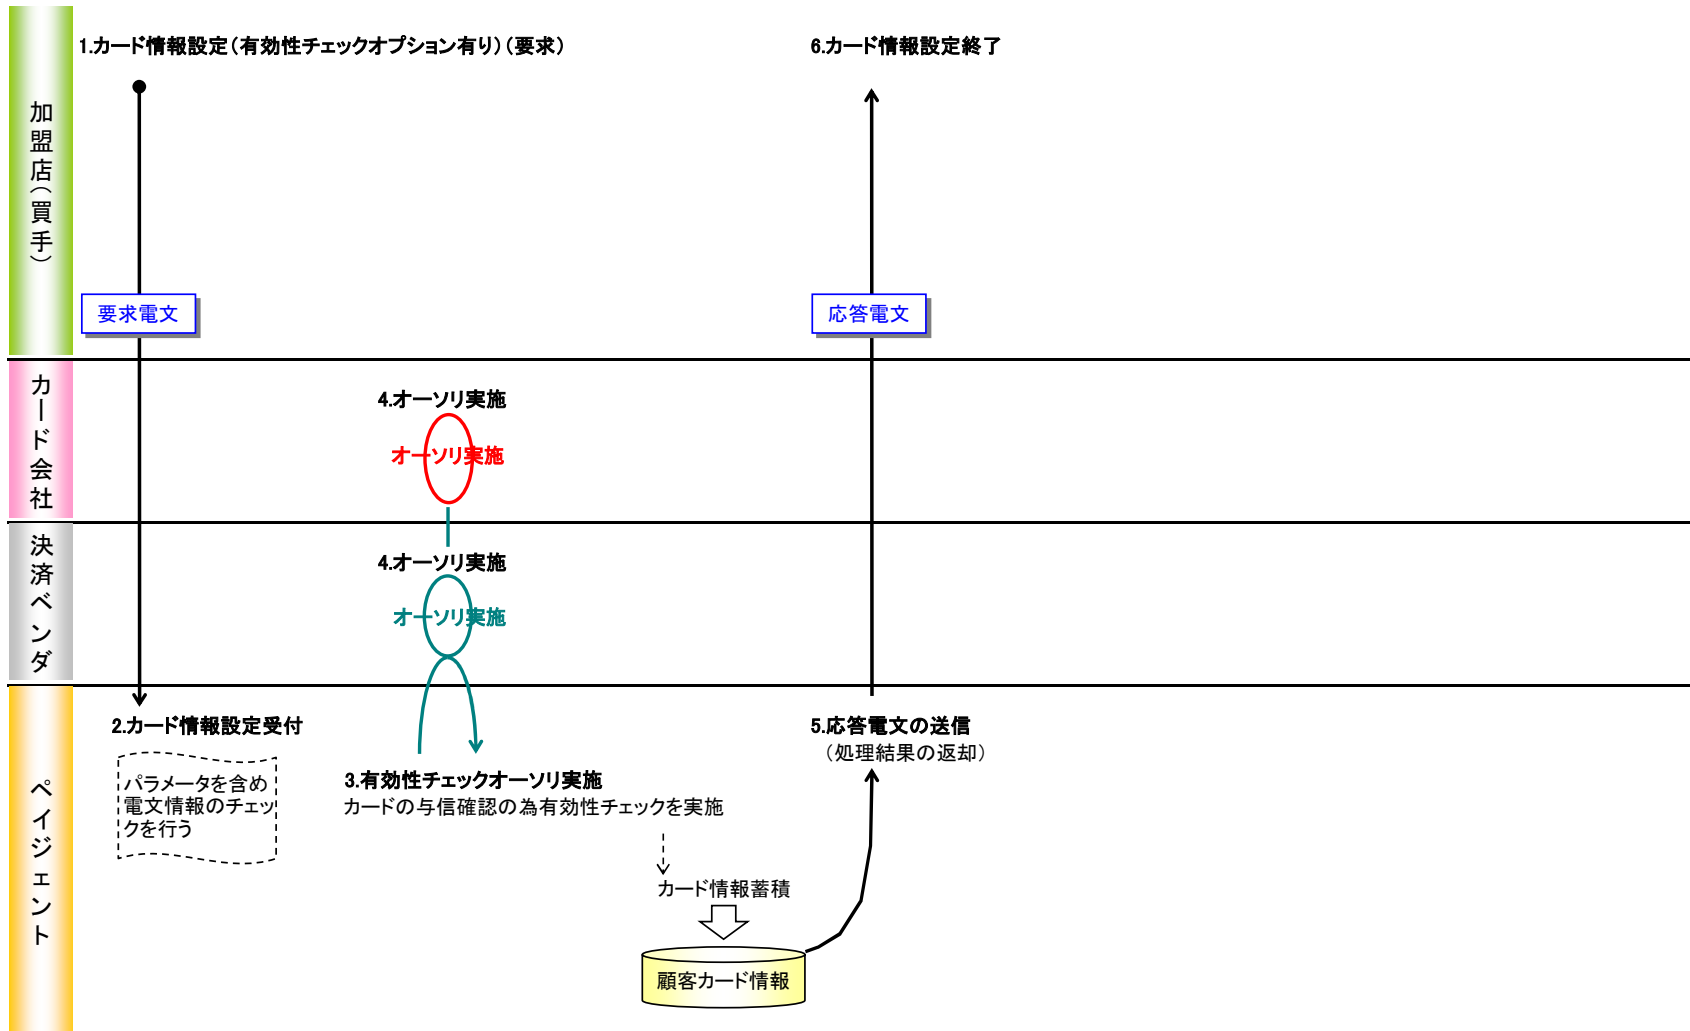 加盟店（買手）
1.カード情報設定（有効性チェックオプション有り）（要求）
6.カード情報設定終了
要求電文
応答電文
カード会社
4.オーソリ実施
オーソリ実施
決済ベンダ
4.オーソリ実施
オーソリ実施
ペイジェント
2.カード情報設定受付
パラメータを含め
電文情報のチェッ
クを行う
3.有効性チェックオーソリ実施
カードの与信確認の為有効性チェックを実施
カード情報蓄積
顧客カード情報
5.応答電文の送信
（処理結果の返却）